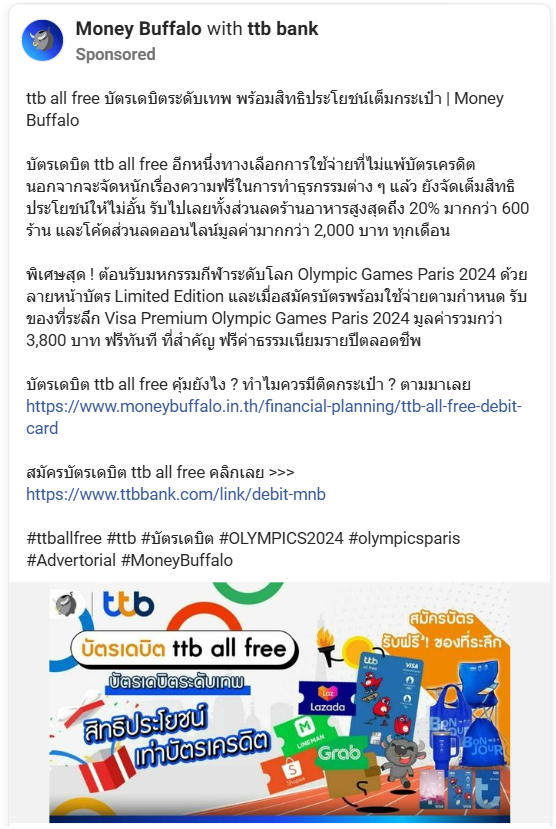 Money Buffalo with ttb bank
Sponsored
ttb all free บัตรเดบิตระดับเทพ พร้อมสิทธิประโยชน์เต็มกระเป๋า | Money
Buffalo
บัตรเดบิต ttb all free อีกหนึ่งทางเลือกการใช้จ่ายที่ไม่แพ้บัตรเครดิต
นอกจากจะจัดหนักเรื่องความฟรีในการทำธุรกรรมต่าง ๆ แล้ว ยังจัดเต็มสิทธิ
ประโยชน์ให้ไม่อั้น รับไปเลยทั้งส่วนลดร้านอาหารสูงสุดถึง 20% มากกว่า 600
ร้าน และโค้ดส่วนลดออนไลน์มูลค่ามากกว่า 2,000 บาท ทุกเดือน
พิเศษสุด ! ต้อนรับมหกรรมกีฬาระดับโลก Olympic Games Paris 2024 ด้วย
ลายหน้าบัตร Limited Edition และเมื่อสมัครบัตรพร้อมใช้จ่ายตามกำหนด รับ
ของที่ระลึก Visa Premium Olympic Games Paris 2024 มูลค่ารวมกว่า
3,800 บาท ฟรีทันที ที่สำคัญ ฟรีค่าธรรมเนียมรายปีตลอดชีพ
บัตรเดบิต ttb all free คุ้มยังไง ? ทำไมควรมีติดกระเป๋า ? ตามมาเลย
https://www.moneybuffalo.in.th/financial-planning/ttb-all-free-debit-
card
สมัครบัตรเดบิต ttb all free คลิกเลย >>>
https://www.ttbbank.com/link/debit-mnb
#ttballfree #ttb #บัตรเดบิต #OLYMPICS2024 #olympicsparis
#Advertorial #MoneyBuffalo
ttb
บัตรเดบิต ttb all free
บัตรเดบิตระดับเทพ
สิทธิประโยชน์
เท่าบัตรเครดิต
สมัครบัตร
รับฟรี ! ของที่ระลึก
ttb
all free
VISA
Laz
Lazada
LINEMAN
Grab
Shopee
BONJOUR
BONJOUR